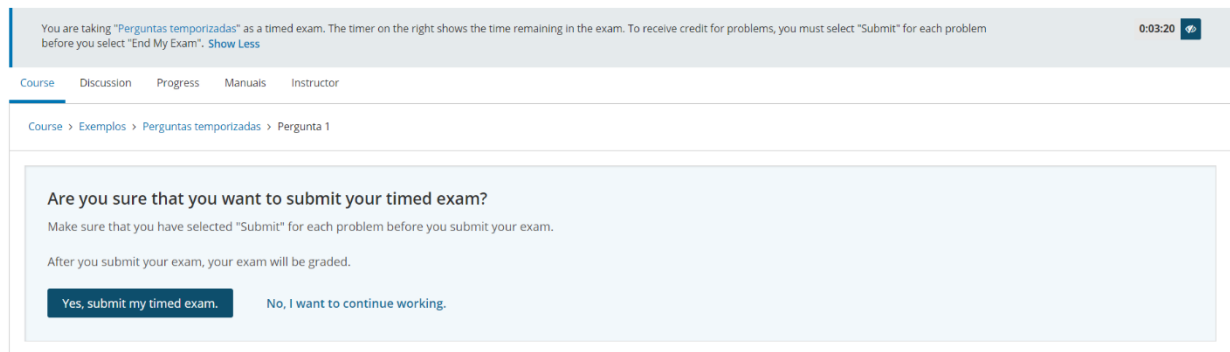 You are taking "Perguntas temporizadas" as a timed exam. The timer on the right shows the time remaining in the exam. To receive credit for problems, you must select "Submit" for each problem
before you select "End My Exam". Show Less
0:03:20
Course Discussion Progress Manuais Instructor
Course > Exemplos > Perguntas temporizadas > Pergunta 1
Are you sure that you want to submit your timed exam?
Make sure that you have selected "Submit" for each problem before you submit your exam.
After you submit your exam, your exam will be graded.
Yes, submit my timed exam. No, I want to continue working.